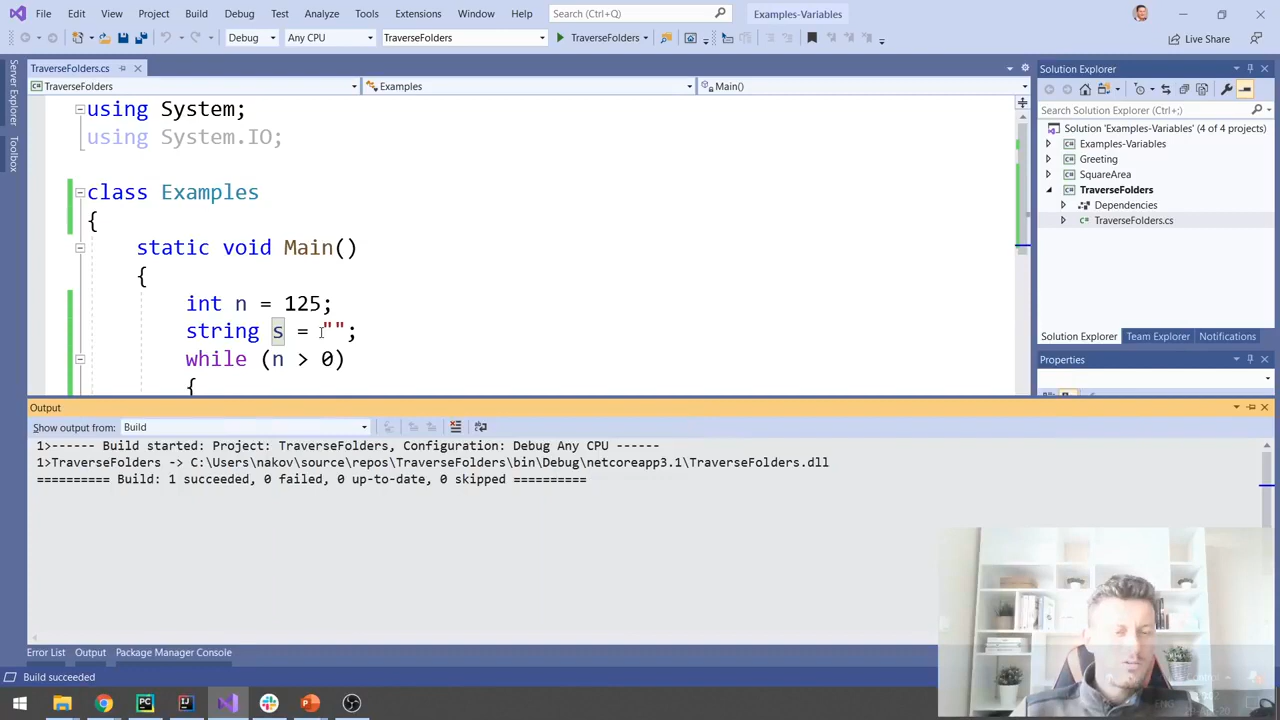 File Edit View Project Build Debug Test Analyze Tools Extensions Window Help Search (Ctrl+Q) Examples-Variables
Debug Any CPU TraverseFolders TraverseFolders Live Share
Server Explorer
Toolbox
TraverseFolders.cs
TraverseFolders Examples Main()
using System;
using System.IO;
class Examples
{
static void Main()
{
int n = 125;
string s = "";
while (n > 0)
{
Solution Explorer
Search Solution Explorer (Ctrl+;)
Solution 'Examples-Variables' (4 of 4 projects)
Examples-Variables
Greeting
SquareArea
TraverseFolders
Dependencies
TraverseFolders.cs
Solution Explorer Team Explorer Notifications
Properties
Output
Show output from: Build
1>------ Build started: Project: TraverseFolders, Configuration: Debug Any CPU ------
1>TraverseFolders -> C:\Users\nakov\source\repos\TraverseFolders\bin\Debug\netcoreapp3.1\TraverseFolders.dll
========== Build: 1 succeeded, 0 failed, 0 up-to-date, 0 skipped ==========
Error List Output Package Manager Console
Build succeeded